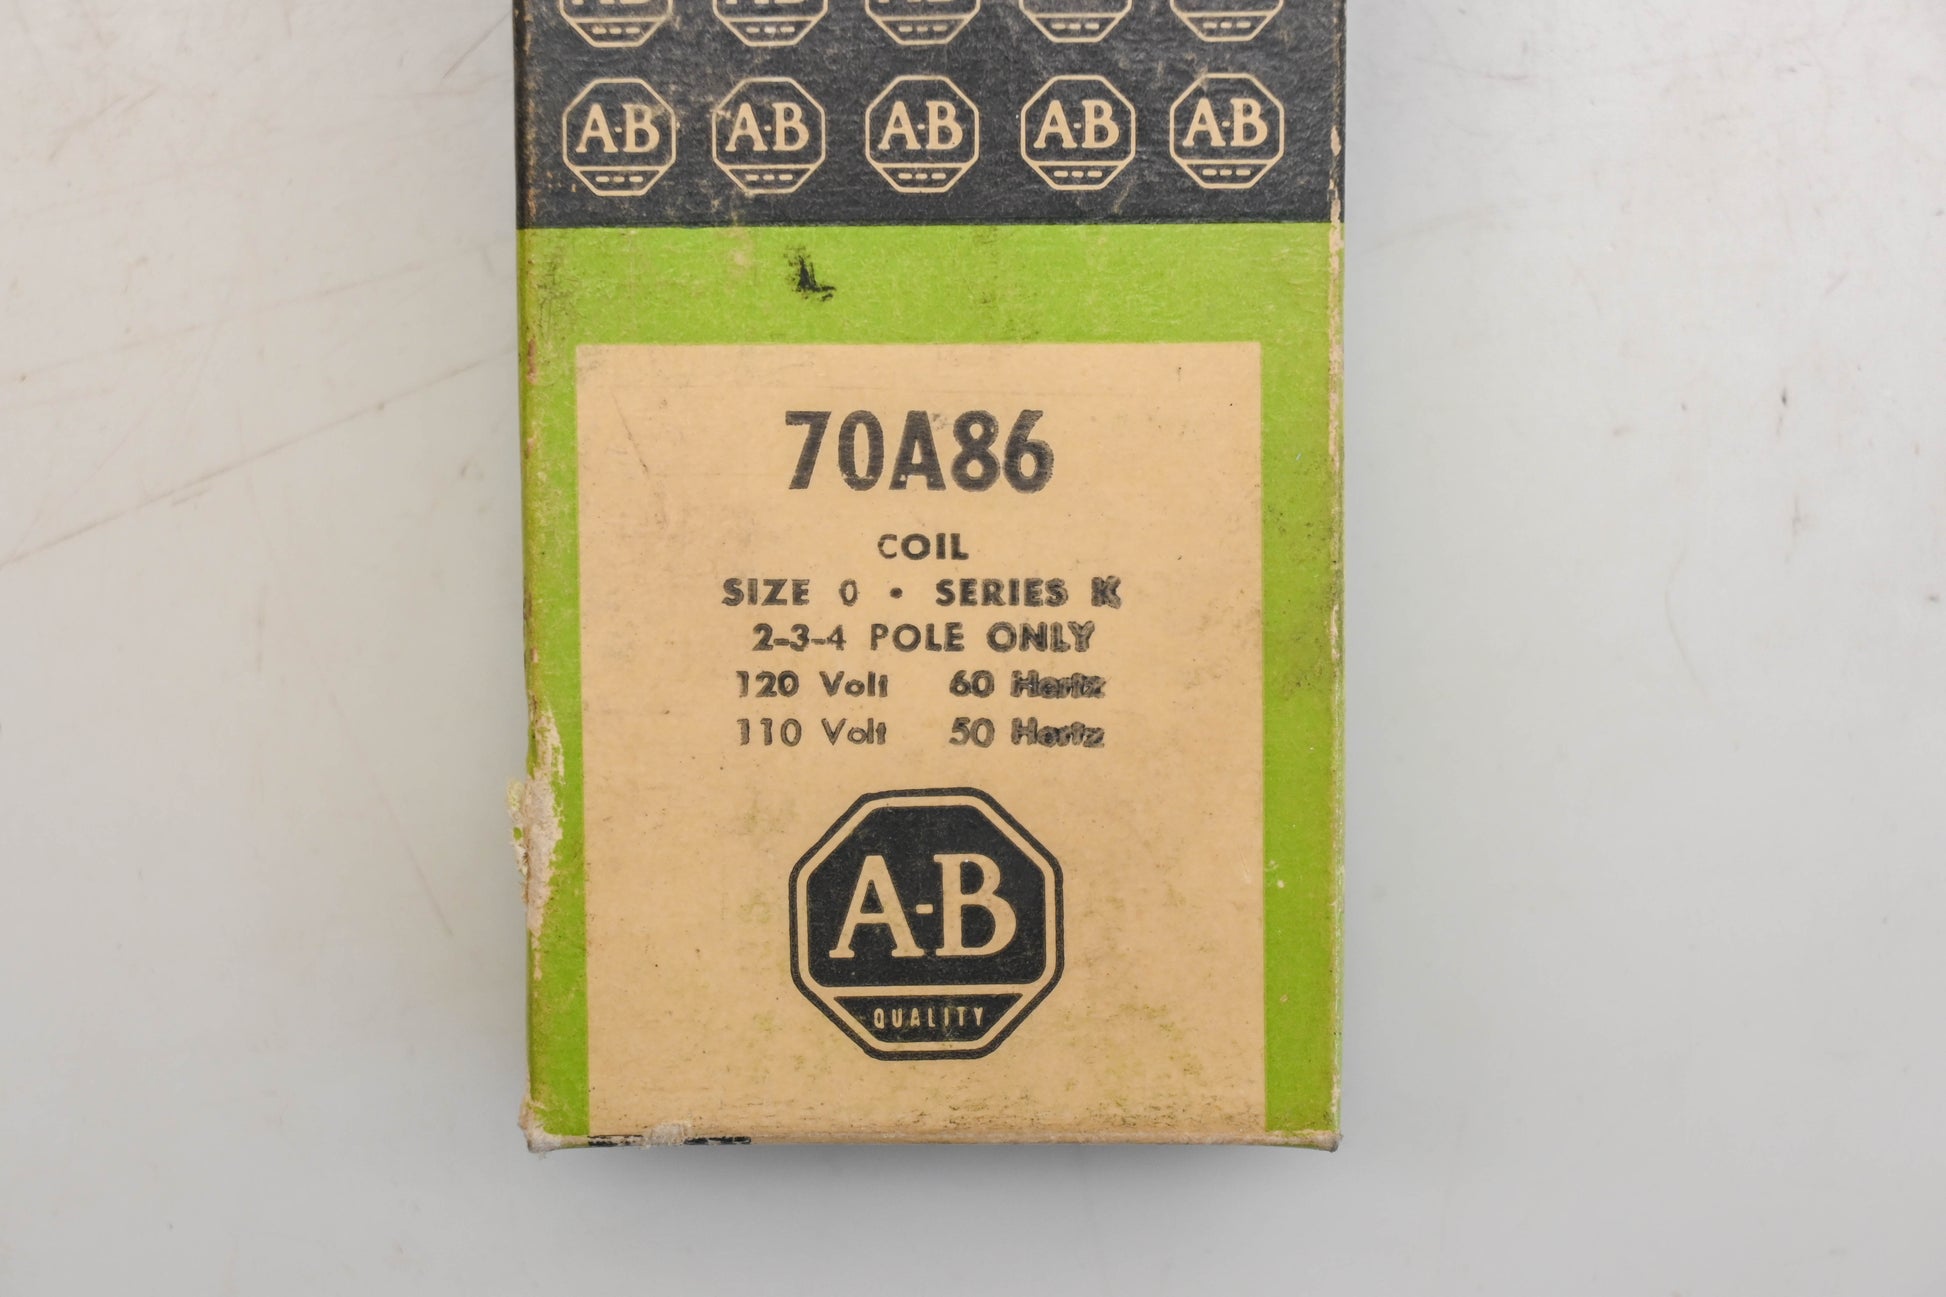 A-B A-B A-B A-B A-B
A-B A-B A-B A-B A-B
70A86
COIL
SIZE 0 • SERIES K
2-3-4 POLE ONLY
120 Volt 60 Hertz
110 Volt 50 Hertz
A-B
QUALITY